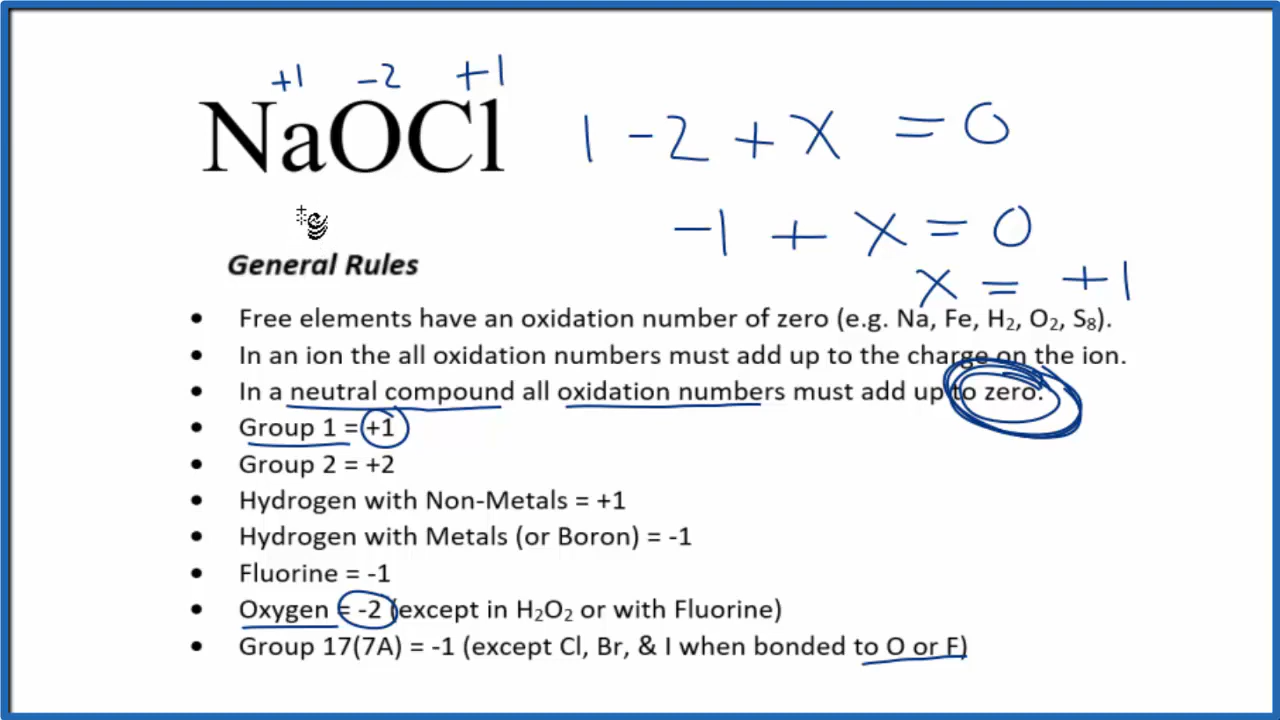 +1 -2 +1
NaOCl 1 - 2 + x = 0
-1 + x = 0
General Rules
x = +1
• Free elements have an oxidation number of zero (e.g. Na, Fe, H₂, O₂, S₈).
• In an ion the all oxidation numbers must add up to the charge on the ion.
• In a neutral compound all oxidation numbers must add up to zero.
• Group 1 = +1
• Group 2 = +2
• Hydrogen with Non-Metals = +1
• Hydrogen with Metals (or Boron) = -1
• Fluorine = -1
• Oxygen = -2 (except in H₂O₂ or with Fluorine)
• Group 17(7A) = -1 (except Cl, Br, & I when bonded to O or F)